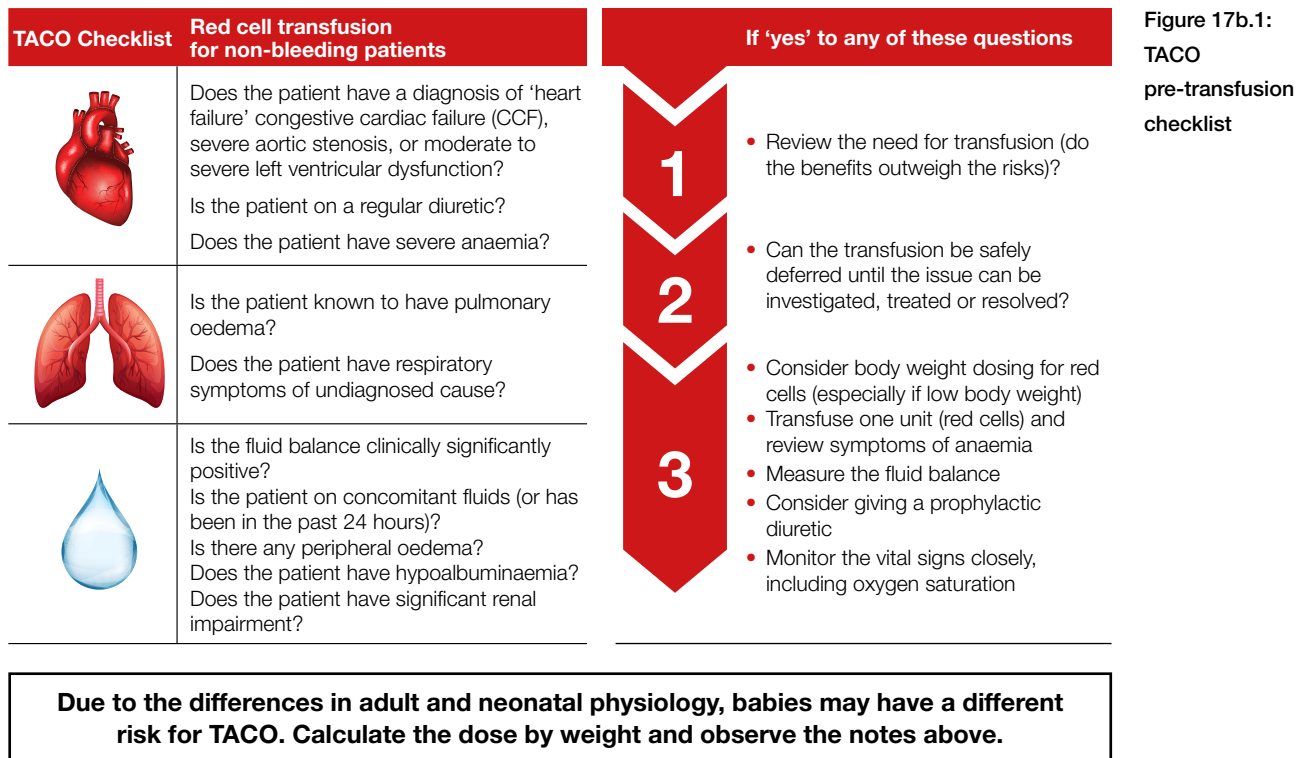 TACO Checklist
Red cell transfusion
for non-bleeding patients
Does the patient have a diagnosis of ‘heart
failure’ congestive cardiac failure (CCF),
severe aortic stenosis, or moderate to
severe left ventricular dysfunction?
Is the patient on a regular diuretic?
Does the patient have severe anaemia?
Is the patient known to have pulmonary
oedema?
Does the patient have respiratory
symptoms of undiagnosed cause?
Is the fluid balance clinically significantly
positive?
Is the patient on concomitant fluids (or has
been in the past 24 hours)?
Is there any peripheral oedema?
Does the patient have hypoalbuminaemia?
Does the patient have significant renal
impairment?
If ‘yes’ to any of these questions
1
• Review the need for transfusion (do
the benefits outweigh the risks)?
2
• Can the transfusion be safely
deferred until the issue can be
investigated, treated or resolved?
3
• Consider body weight dosing for red
cells (especially if low body weight)
• Transfuse one unit (red cells) and
review symptoms of anaemia
• Measure the fluid balance
• Consider giving a prophylactic
diuretic
• Monitor the vital signs closely,
including oxygen saturation
Due to the differences in adult and neonatal physiology, babies may have a different
risk for TACO. Calculate the dose by weight and observe the notes above.
Figure 17b.1:
TACO
pre-transfusion
checklist